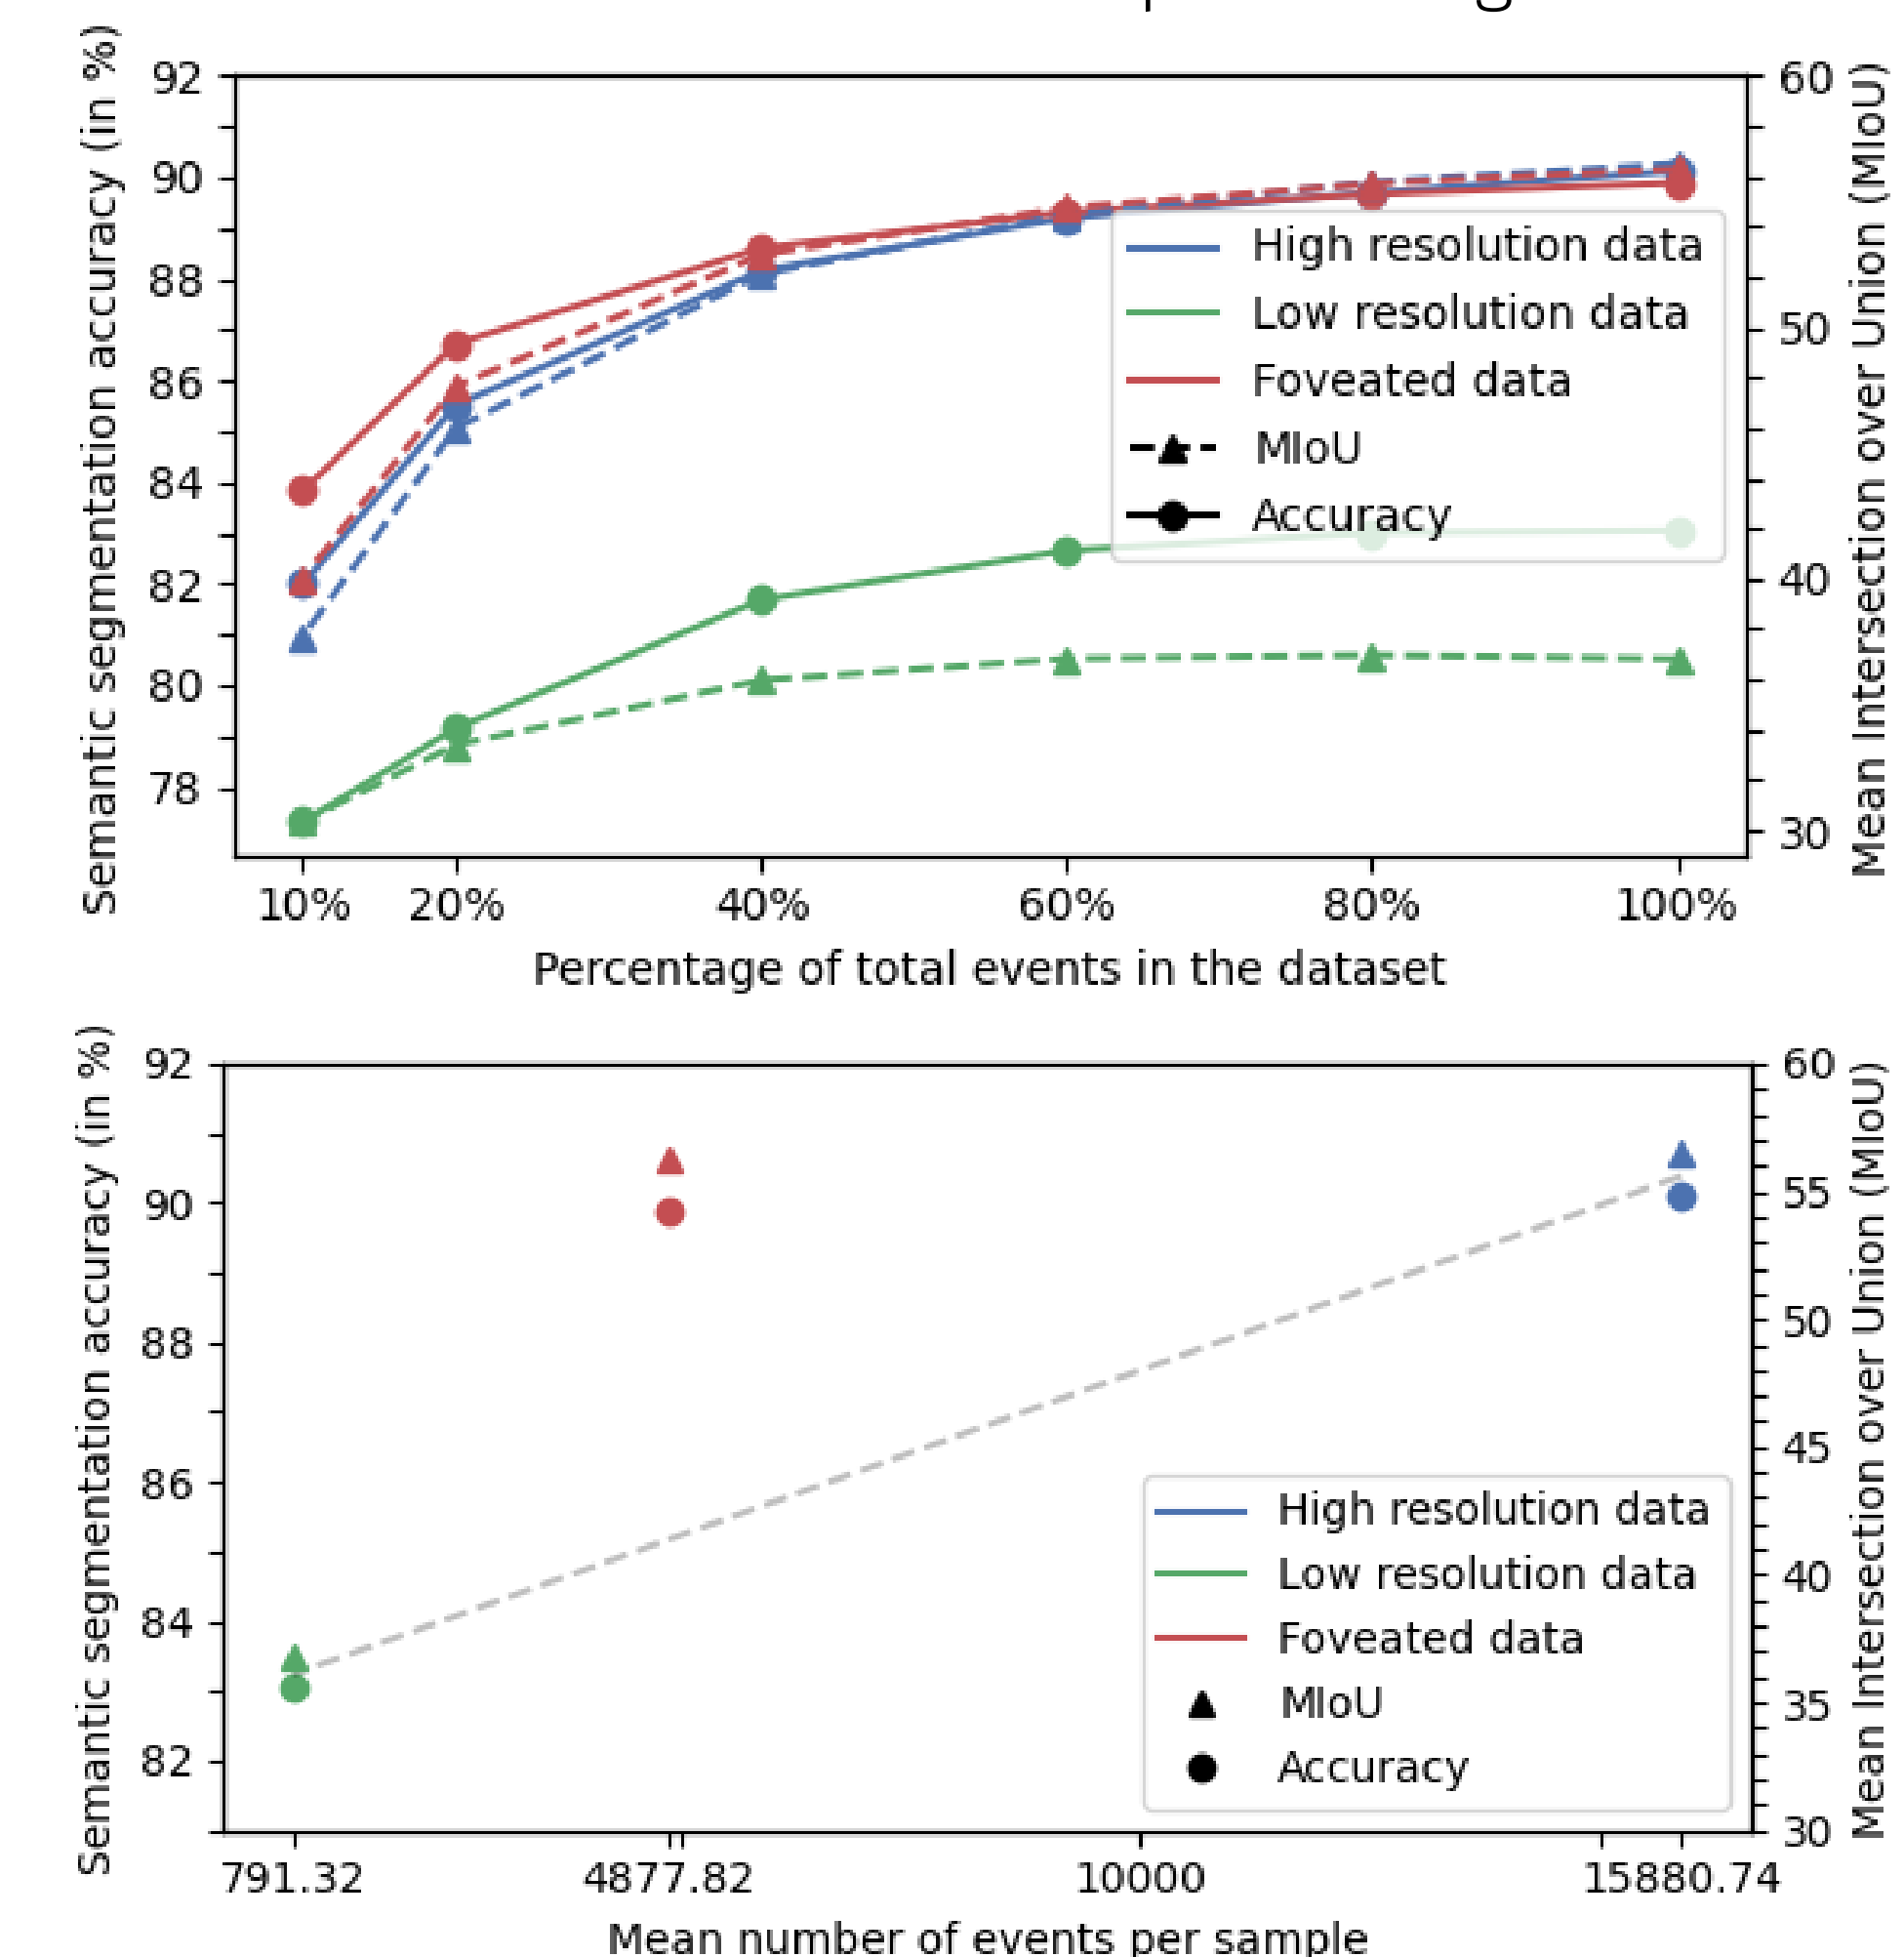 Semantic segmentation accuracy (in %)
92
90
88
86
84
82
80
78
60
50
40
30
Mean Intersection over Union (MIoU)
High resolution data
Low resolution data
Foveated data
MIoU
Accuracy
10% 20% 40% 60% 80% 100%
Percentage of total events in the dataset
Semantic segmentation accuracy (in %)
92
90
88
86
84
82
60
55
50
45
40
35
30
Mean Intersection over Union (MIoU)
High resolution data
Low resolution data
Foveated data
MIoU
Accuracy
791.32 4877.82 10000 15880.74
Mean number of events per sample